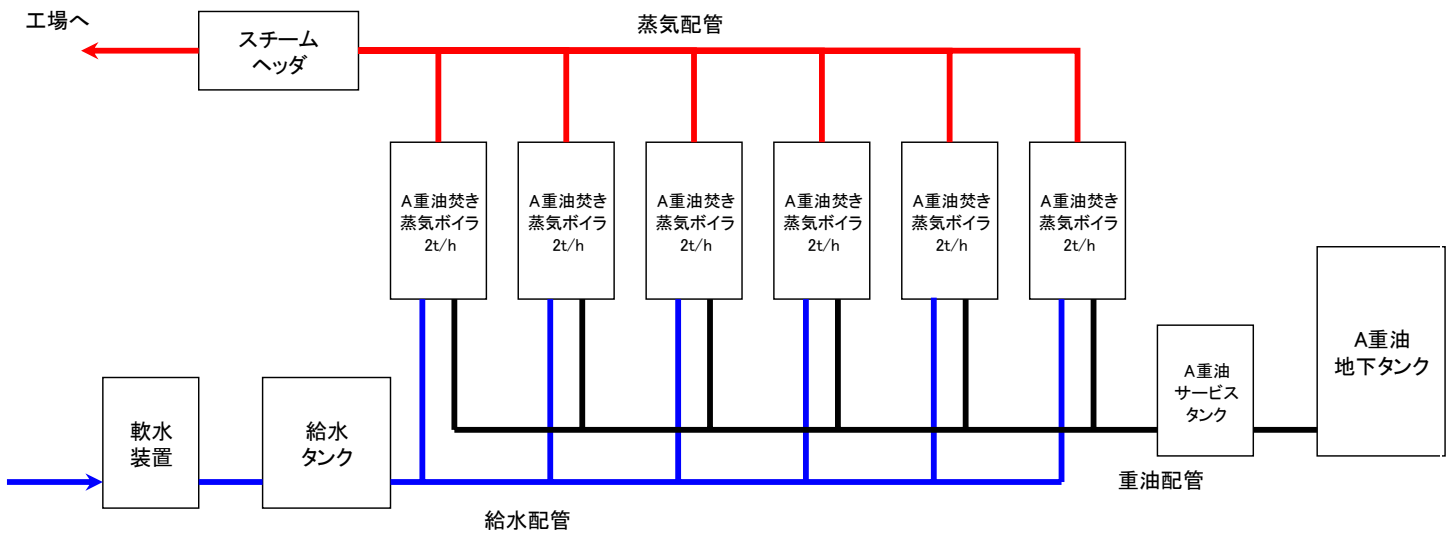 工場へ
スチーム
ヘッダ
蒸気配管
A重油焚き
蒸気ボイラ
2t/h
A重油焚き
蒸気ボイラ
2t/h
A重油焚き
蒸気ボイラ
2t/h
A重油焚き
蒸気ボイラ
2t/h
A重油焚き
蒸気ボイラ
2t/h
A重油焚き
蒸気ボイラ
2t/h
軟水
装置
給水
タンク
A重油
サービス
タンク
A重油
地下タンク
重油配管
給水配管